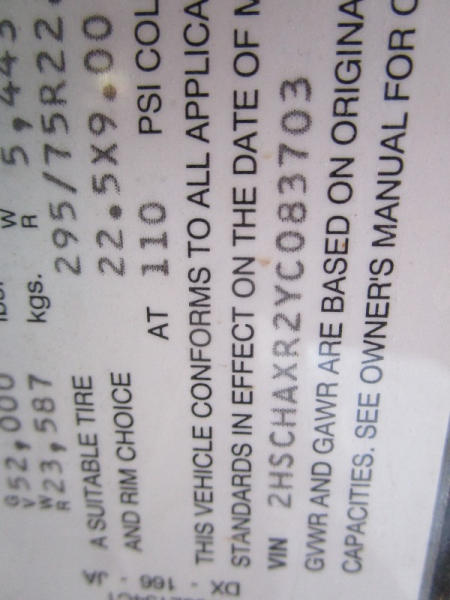 GVWR 52,000
23,587
lbs.
kgs.
W
R
5,443
295/75R22.
A SUITABLE TIRE
22.5X9.00
AND RIM CHOICE
AT 110 PSI COL
THIS VEHICLE CONFORMS TO ALL APPLICA
STANDARDS IN EFFECT ON THE DATE OF M
VIN 2HSCHAXR2YC083703
GVWR AND GAWR ARE BASED ON ORIGINA
CAPACITIES. SEE OWNER'S MANUAL FOR